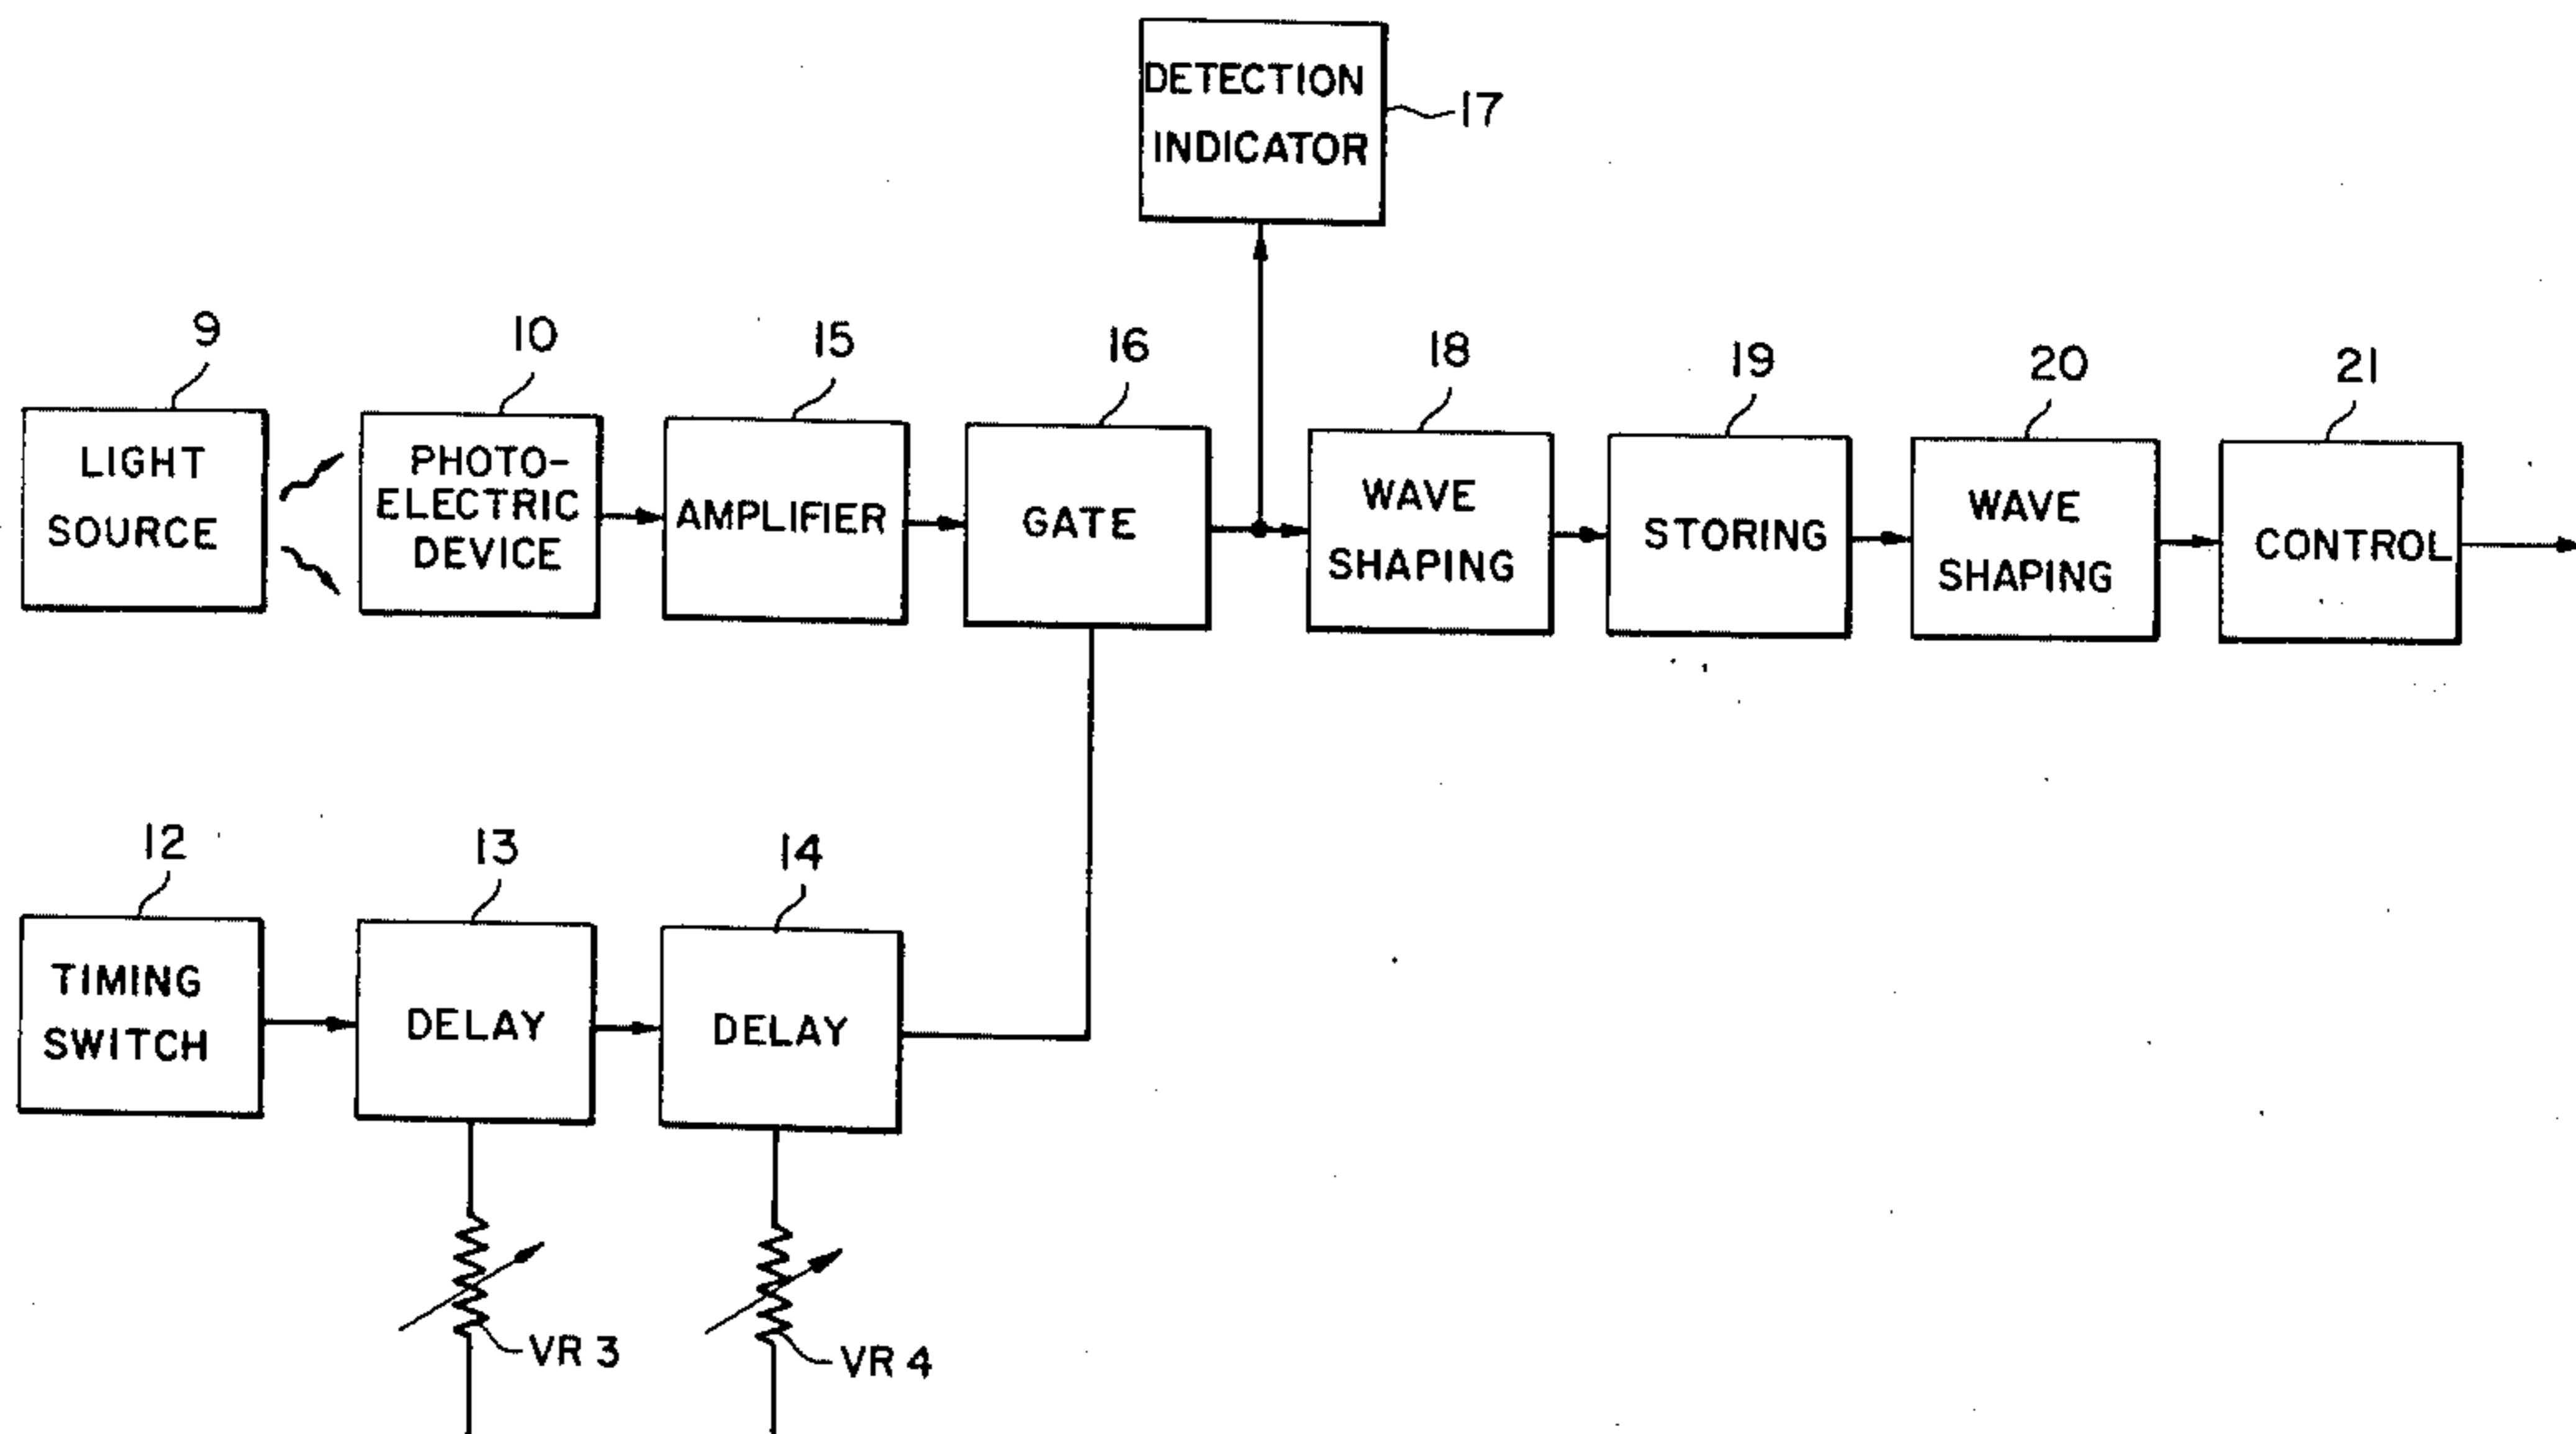 DETECTION
INDICATOR
17
9
10
15
16
18
19
20
21
LIGHT
SOURCE
PHOTO-
ELECTRIC
DEVICE
AMPLIFIER
GATE
WAVE
SHAPING
STORING
WAVE
SHAPING
CONTROL
12
13
14
TIMING
SWITCH
DELAY
DELAY
VR 3
VR 4